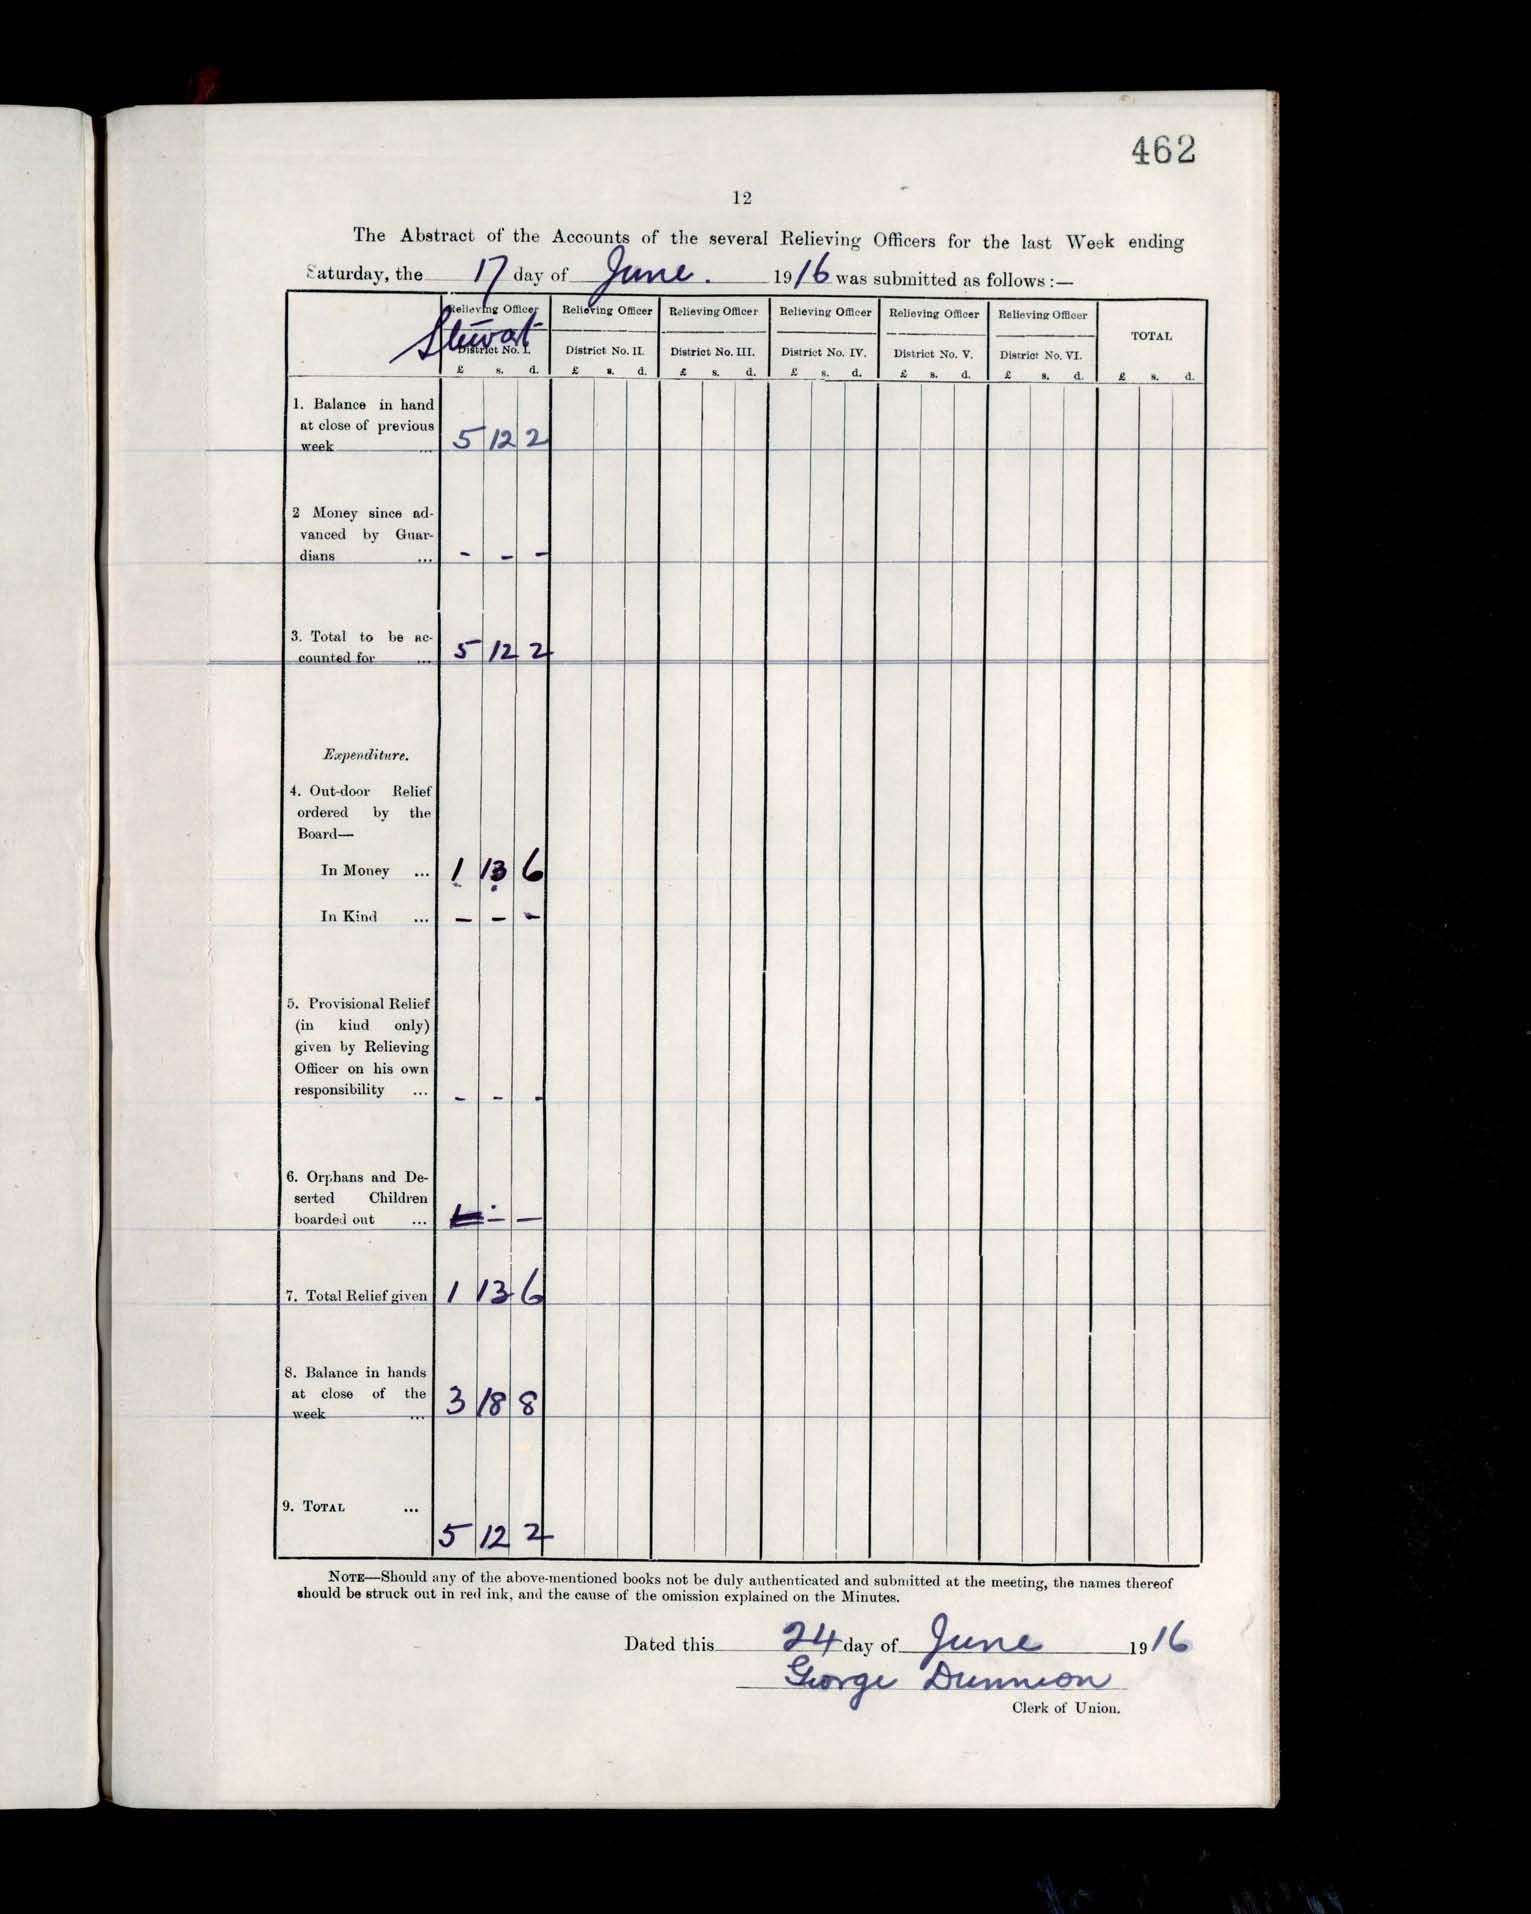 462
12
The Abstract of the Accounts of the several Relieving Officers for the last Week ending
Saturday, the 17 day of June. 1916 was submitted as follows :—
Relieving Officer Relieving Officer Relieving Officer Relieving Officer Relieving Officer Relieving Officer TOTAL
Stewart
District No. I. District No. II. District No. III. District No. IV. District No. V. District No. VI.
£ s. d. £ s. d. £ s. d. £ s. d. £ s. d. £ s. d. £ s. d.
1. Balance in hand
at close of previous
week ... 5 12 2
2 Money since ad-
vanced by Guar-
dians ... - - -
3. Total to be ac-
counted for ... 5 12 2
Expenditure.
4. Out-door Relief
ordered by the
Board—
In Money ... 1 13 6
In Kind ... - - -
5. Provisional Relief
(in kind only)
given by Relieving
Officer on his own
responsibility ... - - -
6. Orphans and De-
serted Children
boarded out ... - -
7. Total Relief given 1 13 6
8. Balance in hands
at close of the
week ... 3 18 8
9. TOTAL ... 5 12 2
NOTE—Should any of the above-mentioned books not be duly authenticated and submitted at the meeting, the names thereof
should be struck out in red ink, and the cause of the omission explained on the Minutes.
Dated this 24 day of June 1916
George Dunnion
Clerk of Union.